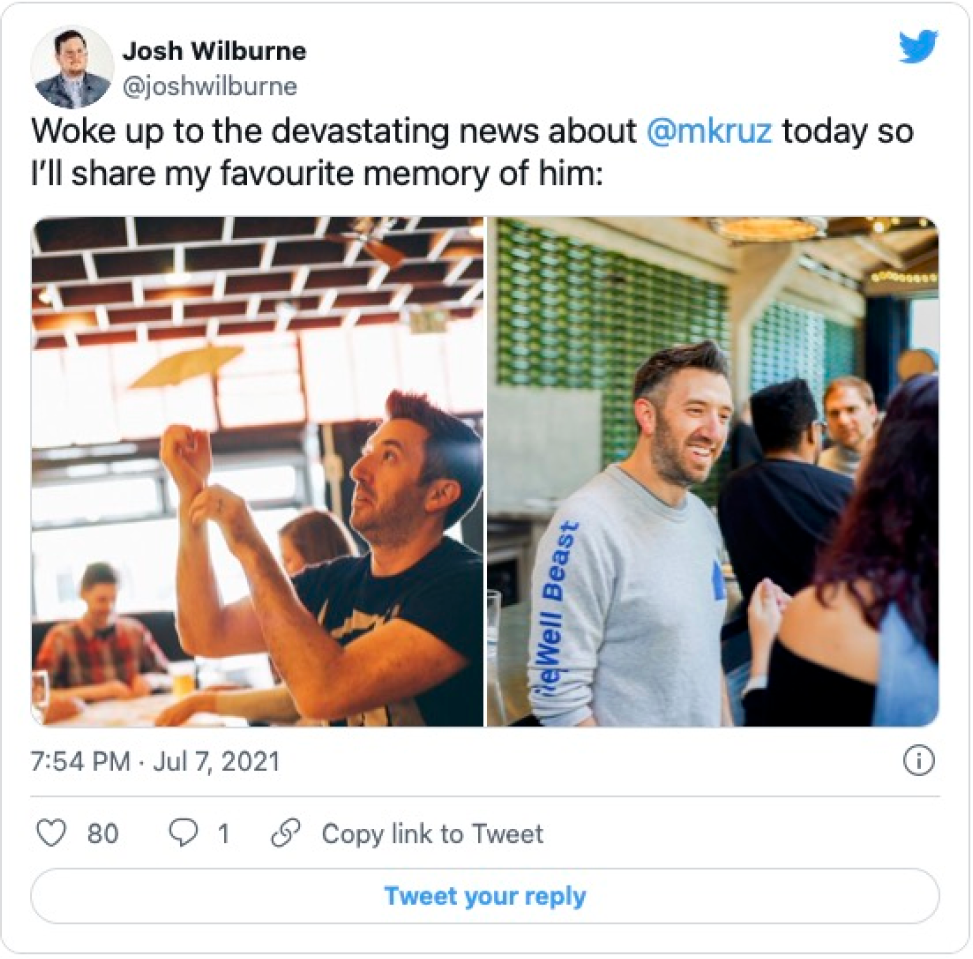 Josh Wilburne
@joshwilburne
Woke up to the devastating news about @mkruz today so
I'll share my favourite memory of him:
Well Beast
7:54 PM · Jul 7, 2021
80
1
Copy link to Tweet
Tweet your reply